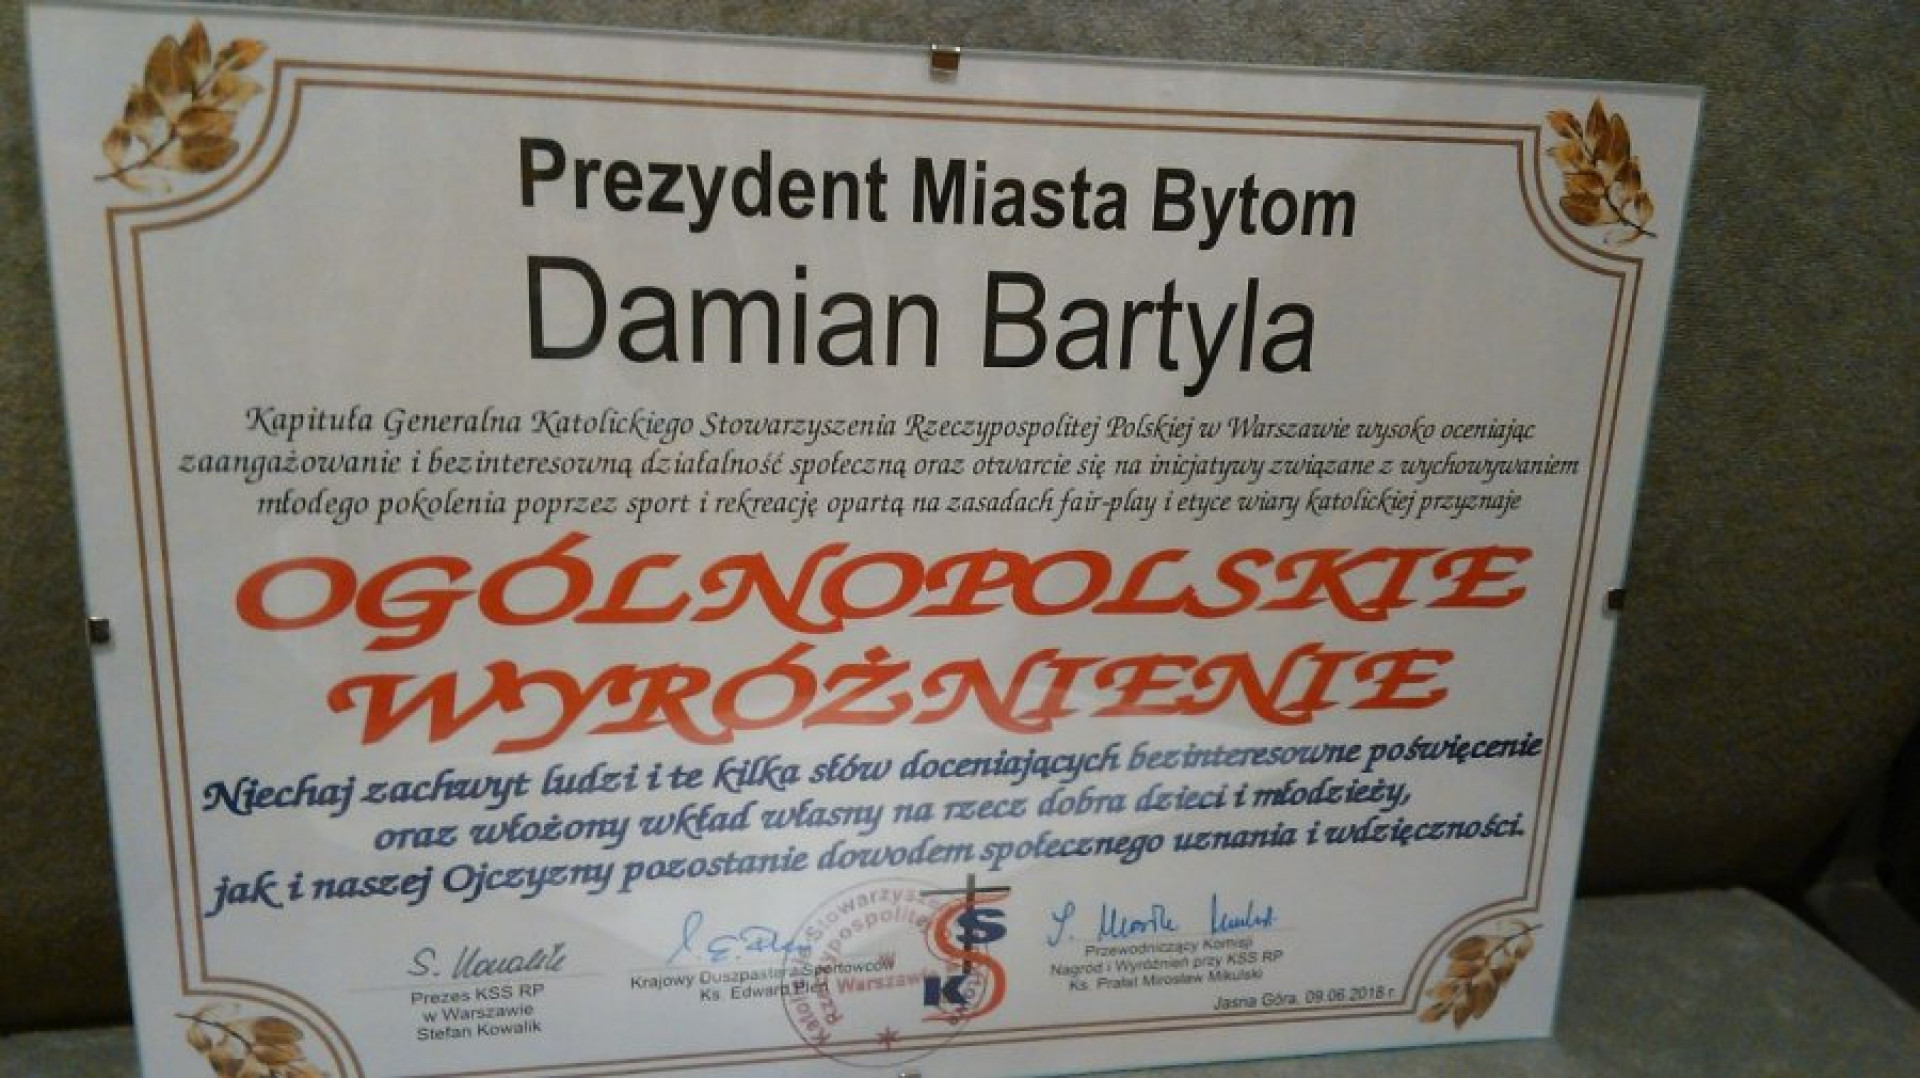 Prezydent Miasta Bytom
Damian Bartyla
Kapituła Generalna Katolickiego Stowarzyszenia Rzeczypospolitej Polskiej w Warszawie wysoko oceniając
zaangażowanie i bezinteresowną działalność społeczną oraz otwarcie się na inicjatywy związane z wychowywaniem
młodego pokolenia poprzez sport i rekreację opartą na zasadach fair-play i etyce wiary katolickiej przyznaje
OGÓLNOPOLSKIE
WYRÓŻNIENIE
Niechaj zachwyt ludzi i te kilka słów doceniających bezinteresowne poświęcenie
oraz włożony wkład własny na rzecz dobra dzieci i młodzieży,
jak i naszej Ojczyzny pozostanie dowodem społecznego uznania i wdzięczności.
S. Kowalik
Prezes KSS RP
w Warszawie
Stefan Kowalik
Krajowy Duszpasterz Sportowców
Ks. Edward Pleń
w
Warszawie
S
S
K
Przewodniczący Komisji
Nagród i Wyróżnień przy KSS RP
Ks. Prałat Mirosław Mikulski
Jasna Góra, 09.06.2018 r